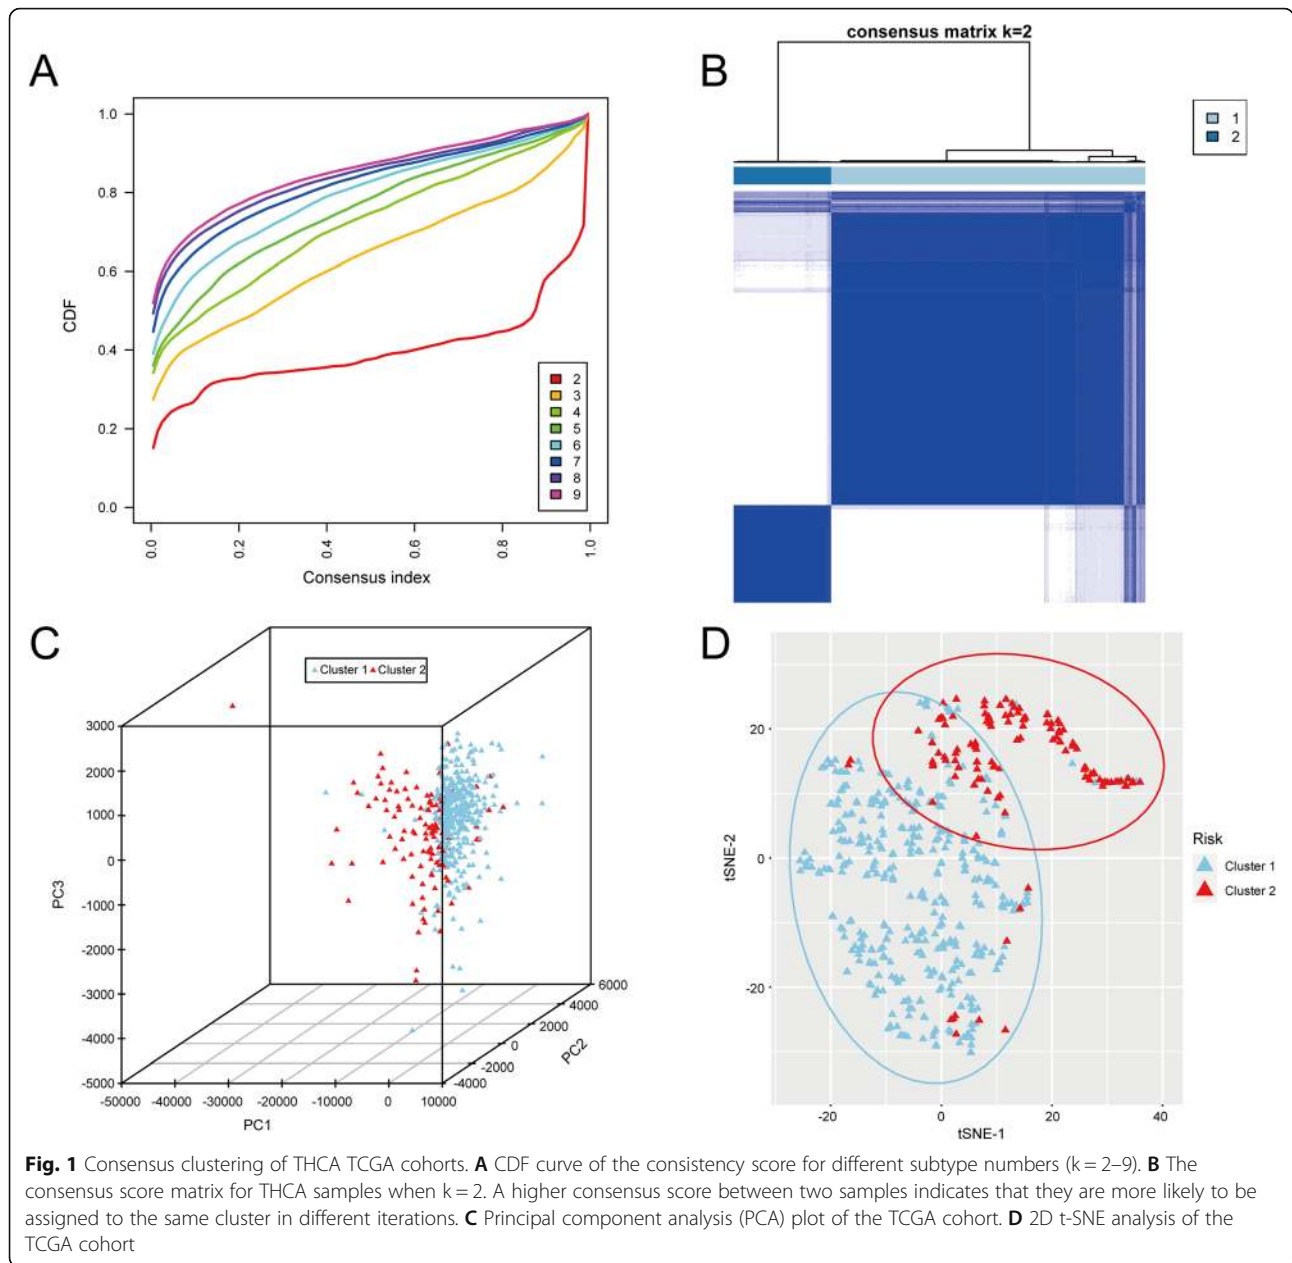 A
1.0
0.8
0.6
0.4
0.2
0.0
CDF
0.0
0.2
0.4
0.6
0.8
1.0
Consensus index
2
3
4
5
6
7
8
9
B
consensus matrix k=2
1
2
C
Cluster 1 Cluster 2
3000
2000
1000
0
-1000
-2000
-3000
-4000
-5000
PC3
-50000 -40000 -30000 -20000 -10000 0 10000
PC1
6000
4000
2000
0
-2000
-4000
PC2
D
20
0
-20
tSNE-2
-20 0 20 40
tSNE-1
Risk
Cluster 1
Cluster 2
Fig. 1 Consensus clustering of THCA TCGA cohorts. A CDF curve of the consistency score for different subtype numbers (k = 2–9). B The
consensus score matrix for THCA samples when k = 2. A higher consensus score between two samples indicates that they are more likely to be
assigned to the same cluster in different iterations. C Principal component analysis (PCA) plot of the TCGA cohort. D 2D t-SNE analysis of the
TCGA cohort